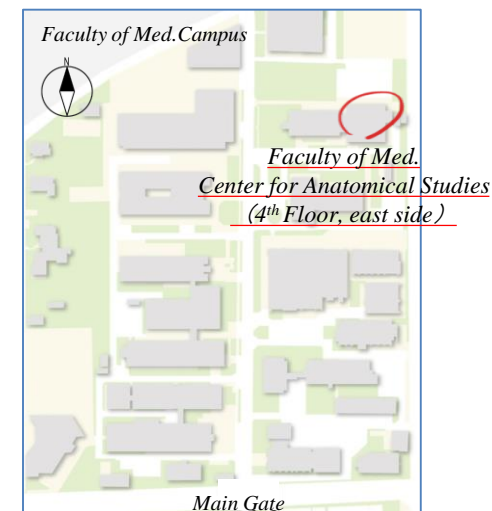 Faculty of Med.Campus
N
Faculty of Med.
Center for Anatomical Studies
（4th Floor, east side）
Main Gate